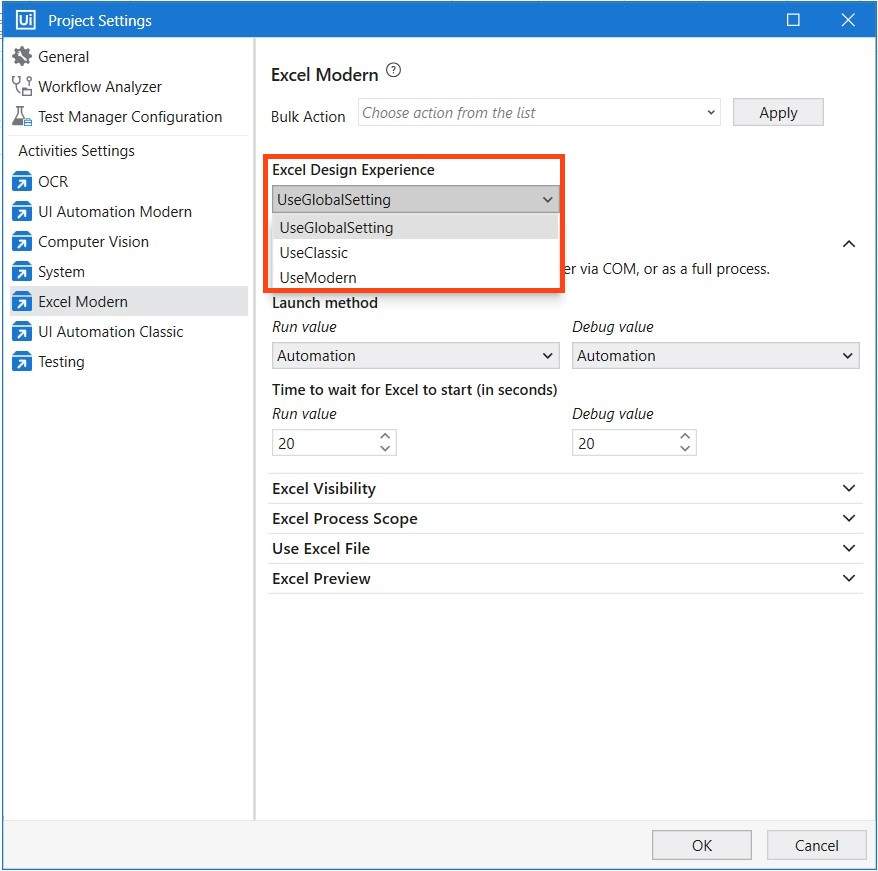 Ui Project Settings
General
Workflow Analyzer
Test Manager Configuration
Activities Settings
OCR
UI Automation Modern
Computer Vision
System
Excel Modern
UI Automation Classic
Testing
Excel Modern ?
Bulk Action Choose action from the list Apply
Excel Design Experience
UseGlobalSetting
UseGlobalSetting
UseClassic
UseModern
er via COM, or as a full process.
Launch method
Run value Debug value
Automation Automation
Time to wait for Excel to start (in seconds)
Run value Debug value
20 20
Excel Visibility
Excel Process Scope
Use Excel File
Excel Preview
OK Cancel